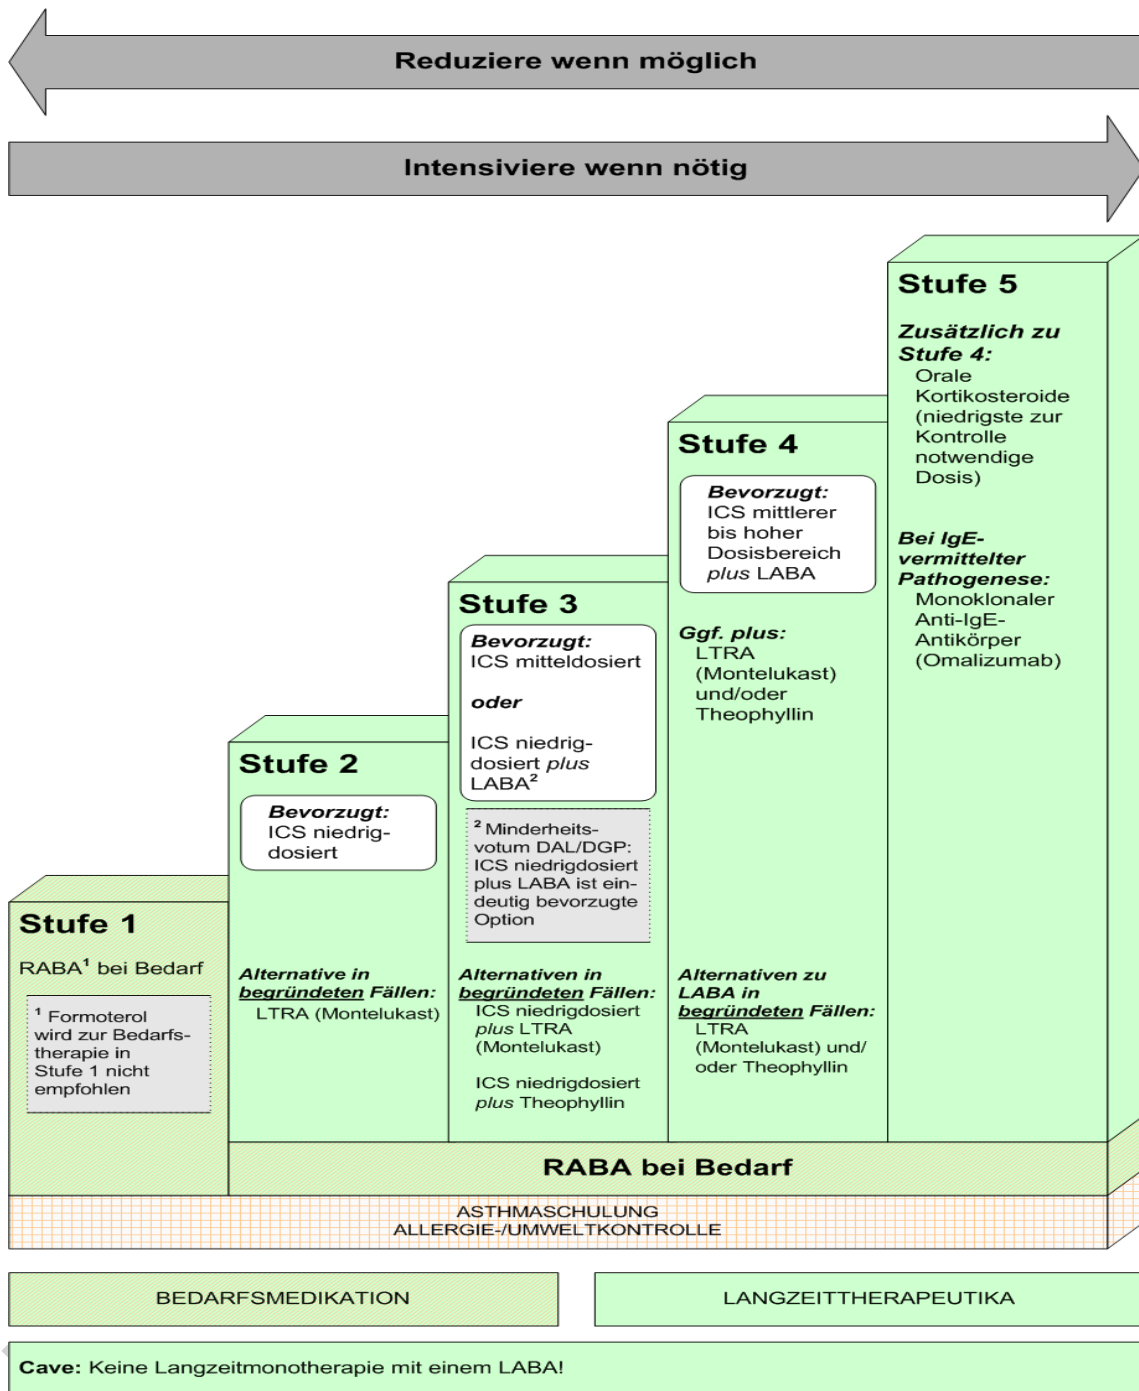 Reduziere wenn möglich
Intensiviere wenn nötig
Stufe 1
RABA¹ bei Bedarf
¹ Formoterol
wird zur Bedarfs-
therapie in
Stufe 1 nicht
empfohlen
Stufe 2
Bevorzugt:
ICS niedrig-
dosiert
Alternative in
begründeten Fällen:
LTRA (Montelukast)
Stufe 3
Bevorzugt:
ICS mitteldosiert
oder
ICS niedrig-
dosiert plus
LABA²
² Minderheits-
votum DAL/DGP:
ICS niedrigdosiert
plus LABA ist ein-
deutig bevorzugte
Option
Alternativen in
begründeten Fällen:
ICS niedrigdosiert
plus LTRA
(Montelukast)
ICS niedrigdosiert
plus Theophyllin
Stufe 4
Bevorzugt:
ICS mittlerer
bis hoher
Dosisbereich
plus LABA
Ggf. plus:
LTRA
(Montelukast)
und/oder
Theophyllin
Alternativen zu
LABA in
begründeten Fällen:
LTRA
(Montelukast) und/
oder Theophyllin
Stufe 5
Zusätzlich zu
Stufe 4:
Orale
Kortikosteroide
(niedrigste zur
Kontrolle
notwendige
Dosis)
Bei IgE-
vermittelter
Pathogenese:
Monoklonaler
Anti-IgE-
Antikörper
(Omalizumab)
RABA bei Bedarf
ASTHMASCHULUNG
ALLERGIE-/UMWELTKONTROLLE
BEDARFSMEDIKATION
LANGZEITTHERAPEUTIKA
Cave: Keine Langzeitmonotherapie mit einem LABA!